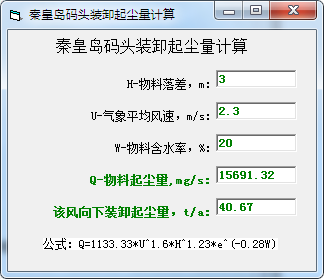 秦皇岛码头装卸起尘量计算
秦皇岛码头装卸起尘量计算
H-物料落差，m: 3
U-气象平均风速，m/s: 2.3
W-物料含水率，%: 20
Q-物料起尘量,mg/s: 15691.32
该风向下装卸起尘量，t/a: 40.67
公式：Q=1133.33*U^1.6*H^1.23*e^(-0.28W)